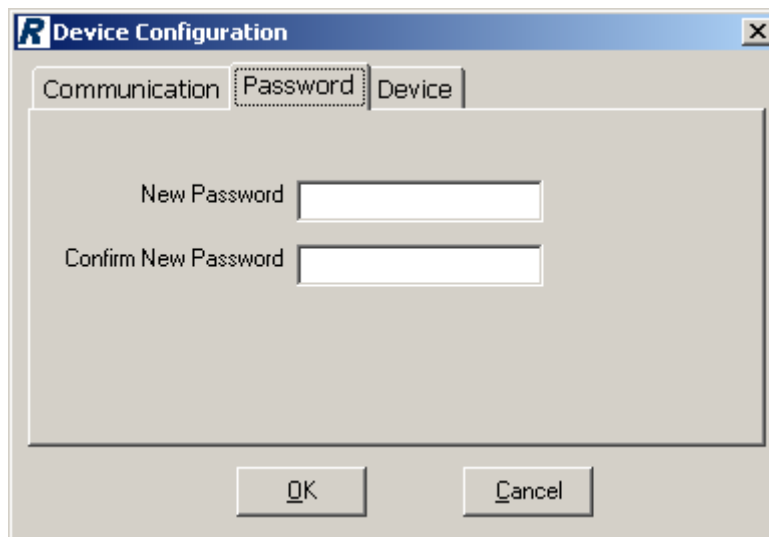 R Device Configuration
Communication Password Device
New Password
Confirm New Password
OK Cancel